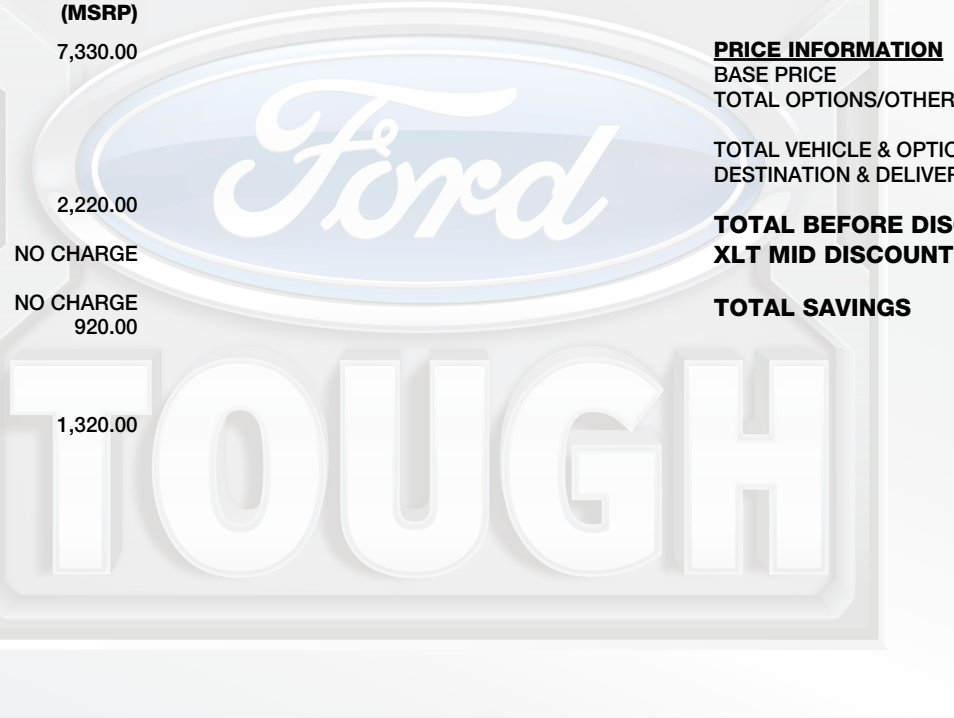 (MSRP)
7,330.00
2,220.00
NO CHARGE
NO CHARGE
920.00
1,320.00
PRICE INFORMATION
BASE PRICE
TOTAL OPTIONS/OTHER
TOTAL VEHICLE & OPTIO
DESTINATION & DELIVER
TOTAL BEFORE DISC
XLT MID DISCOUNT
TOTAL SAVINGS
Ford
TOUGH